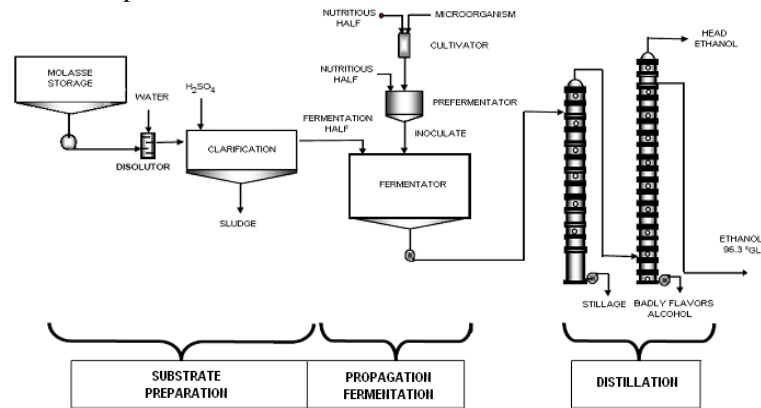 NUTRITIOUS
HALF
MICROORGANISM
CULTIVATOR
MOLASSE
STORAGE
WATER
H₂SO₄
NUTRITIOUS
HALF
PREFERMENTATOR
FERMENTATION
HALF
INOCULATE
DISOLUTOR
CLARIFICATION
FERMENTATOR
SLUDGE
HEAD
ETHANOL
ETHANOL
96.3 ºGL
STILLAGE
BADLY FLAVORS
ALCOHOL
SUBSTRATE
PREPARATION
PROPAGATION
FERMENTATION
DISTILLATION